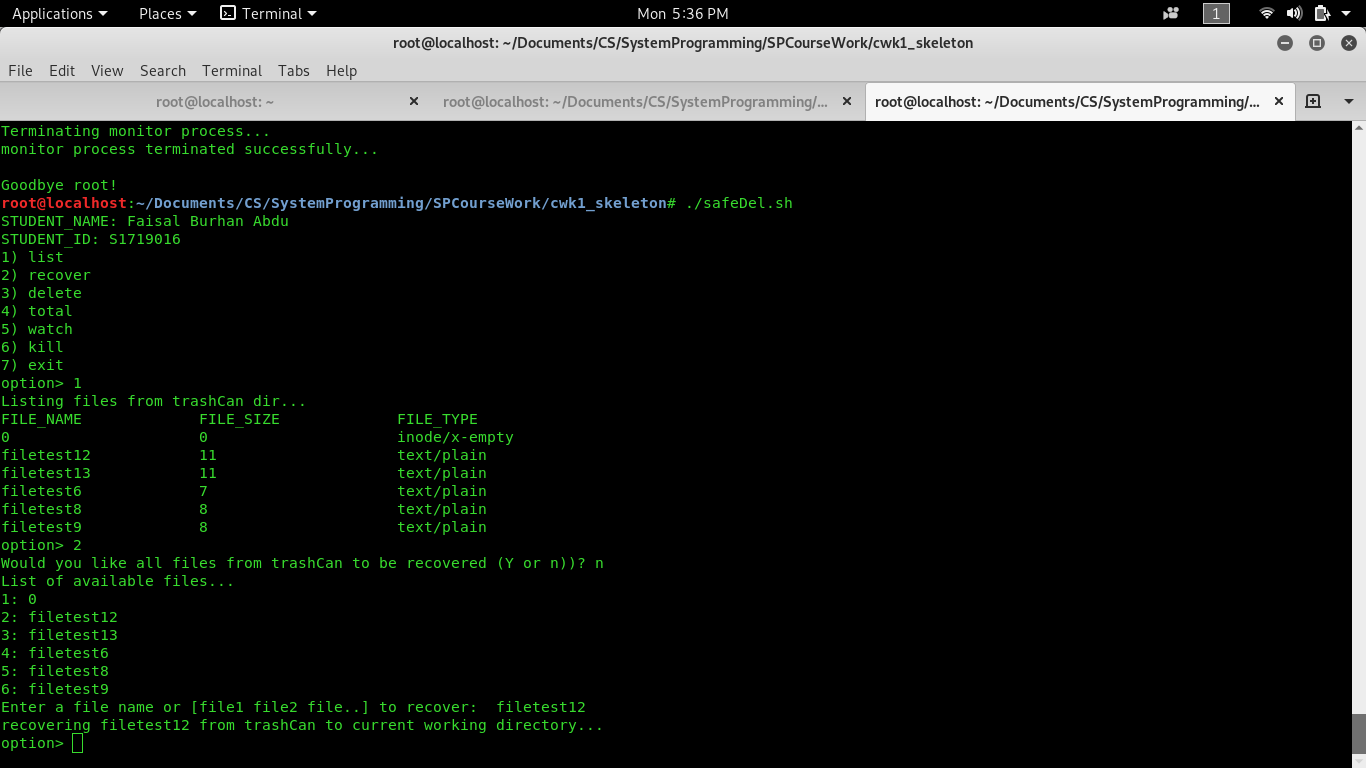 Applications Places Terminal Mon 5:36 PM 1
root@localhost: ~/Documents/CS/SystemProgramming/SPCourseWork/cwk1_skeleton
File Edit View Search Terminal Tabs Help
root@localhost: ~ root@localhost: ~/Documents/CS/SystemProgramming/... root@localhost: ~/Documents/CS/SystemProgramming/...
Terminating monitor process...
monitor process terminated successfully...
Goodbye root!
root@localhost:~/Documents/CS/SystemProgramming/SPCourseWork/cwk1_skeleton# ./safeDel.sh
STUDENT_NAME: Faisal Burhan Abdu
STUDENT_ID: S1719016
1) list
2) recover
3) delete
4) total
5) watch
6) kill
7) exit
option> 1
Listing files from trashCan dir...
FILE_NAME FILE_SIZE FILE_TYPE
0 0 inode/x-empty
filetest12 11 text/plain
filetest13 11 text/plain
filetest6 7 text/plain
filetest8 8 text/plain
filetest9 8 text/plain
option> 2
Would you like all files from trashCan to be recovered (Y or n))? n
List of available files...
1: 0
2: filetest12
3: filetest13
4: filetest6
5: filetest8
6: filetest9
Enter a file name or [file1 file2 file..] to recover:  filetest12
recovering filetest12 from trashCan to current working directory...
option>